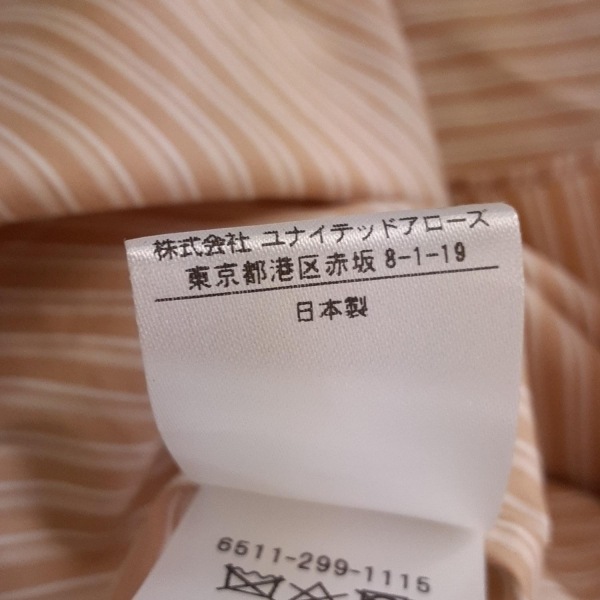 株式会社 ユナイテッドアローズ
東京都港区赤坂8-1-19
日本製
6511-299-1115